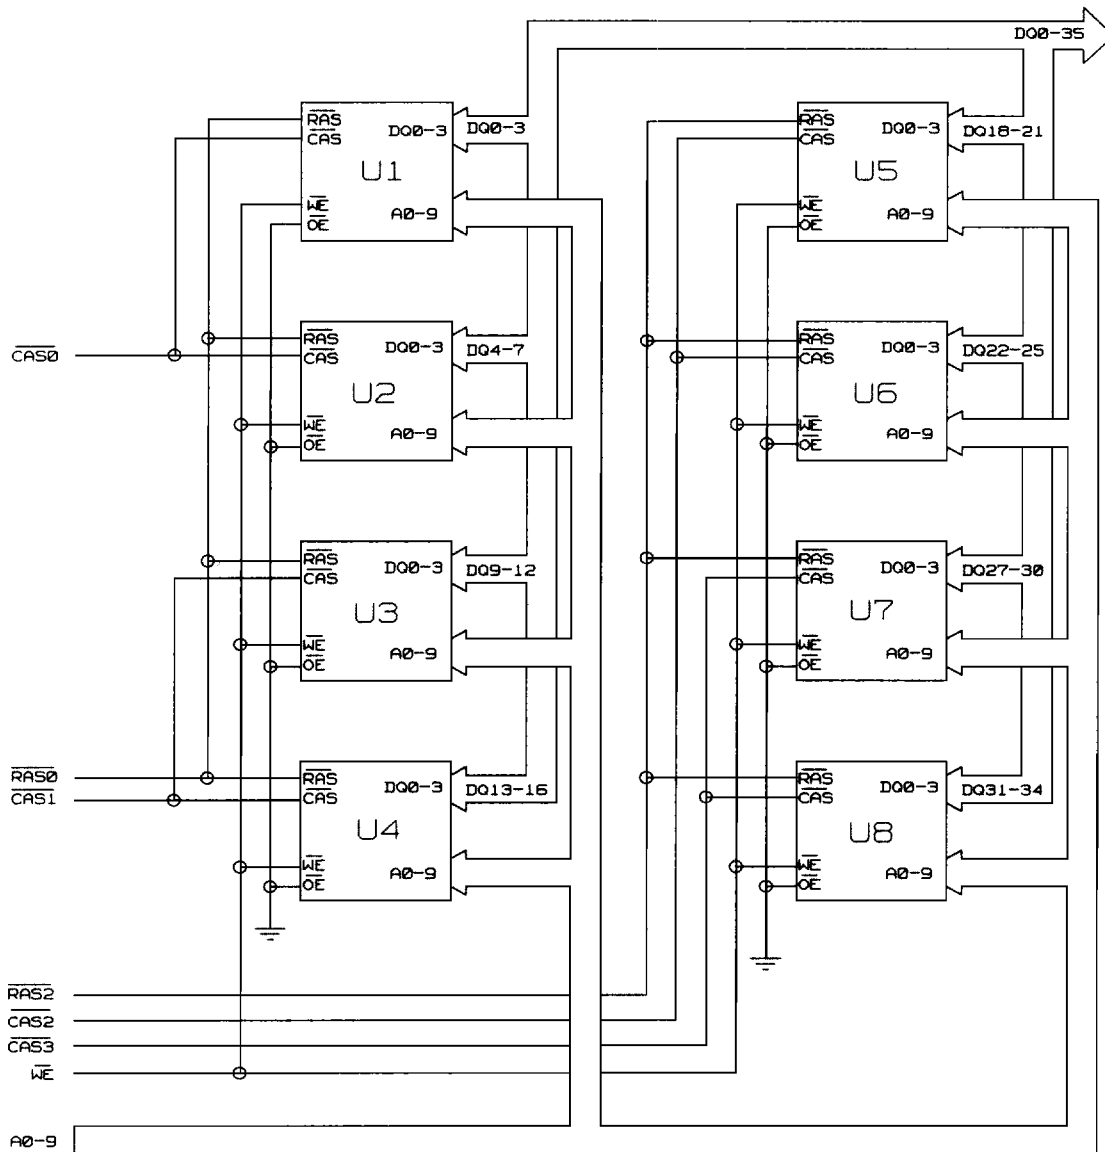 DQ0-35
RAS
CAS
DQ0-3
U1
WE
OE
A0-9
DQ0-3
RAS
CAS
DQ0-3
U5
WE
OE
A0-9
DQ18-21
CAS0
RAS
CAS
DQ0-3
U2
WE
OE
A0-9
DQ4-7
RAS
CAS
DQ0-3
U6
WE
OE
A0-9
DQ22-25
RAS
CAS
DQ0-3
U3
WE
OE
A0-9
DQ9-12
RAS
CAS
DQ0-3
U7
WE
OE
A0-9
DQ27-30
RAS0
CAS1
RAS
CAS
DQ0-3
U4
WE
OE
A0-9
DQ13-16
RAS
CAS
DQ0-3
U8
WE
OE
A0-9
DQ31-34
RAS2
CAS2
CAS3
WE
A0-9